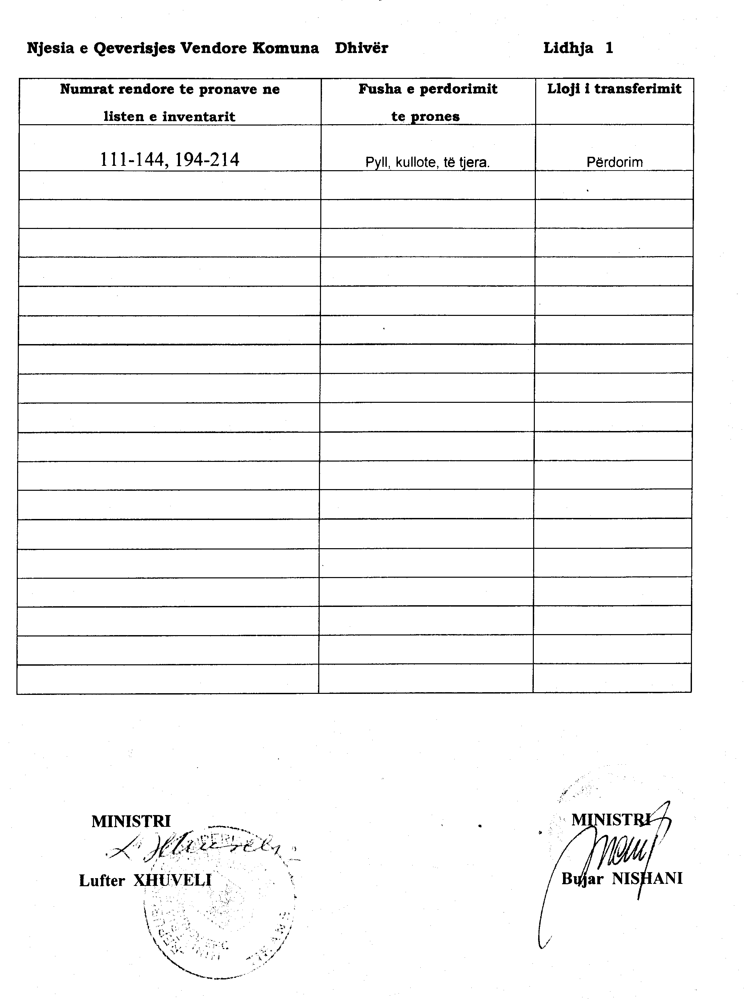 Njesia e Qeverisjes Vendore Komuna Dhivër Lidhja 1
Numrat rendore te pronave ne listen e inventarit
Fusha e perdorimit te prones
Lloji i transferimit
111-144, 194-214
Pyll, kullote, të tjera.
Përdorim
MINISTRI
Lufter XHUVELI
MINISTRI
Bujar NISHANI